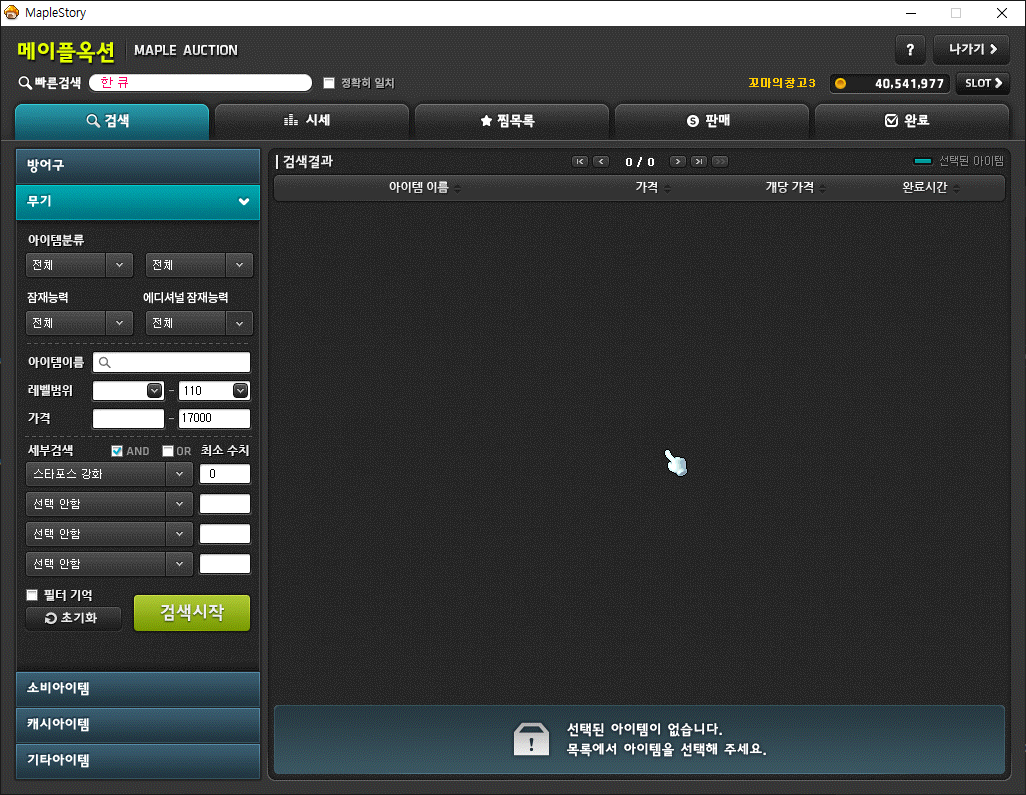 MapleStory
메이플옥션 MAPLE AUCTION ? 나가기
빠른검색 한 큐 정확히 일치 꼬마의창고3 40,541,977 SLOT
검색 시세 찜목록 판매 완료
방어구
무기
아이템분류
전체 전체
잠재능력 에디셔널 잠재능력
전체 전체
아이템이름
레벨범위 - 110
가격 - 17000
세부검색 AND OR 최소 수치
스타포스 강화 0
선택 안함
선택 안함
선택 안함
필터 기억
초기화 검색시작
소비아이템
캐시아이템
기타아이템
검색결과 0 / 0 선택된 아이템
아이템 이름 가격 개당 가격 완료시간
선택된 아이템이 없습니다.
목록에서 아이템을 선택해 주세요.